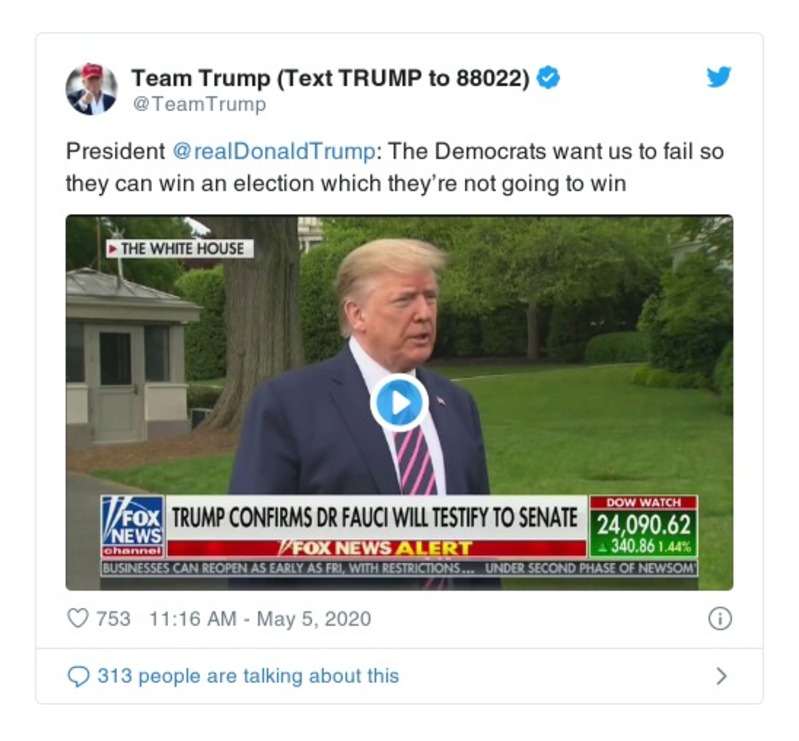 Team Trump (Text TRUMP to 88022)
@TeamTrump
President @realDonaldTrump: The Democrats want us to fail so
they can win an election which they're not going to win
THE WHITE HOUSE
FOX
NEWS
channel
TRUMP CONFIRMS DR FAUCI WILL TESTIFY TO SENATE
FOX NEWS ALERT
DOW WATCH
24,090.62
340.86 1.44%
BUSINESSES CAN REOPEN AS EARLY AS FRI, WITH RESTRICTIONS... UNDER SECOND PHASE OF NEWSOM'
753 11:16 AM - May 5, 2020
313 people are talking about this